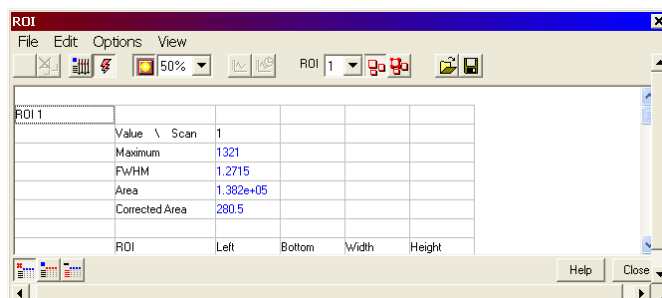 ROI
File Edit Options View
50% ROI 1
ROI 1
Value \ Scan 1
Maximum 1321
FWHM 1.2715
Area 1.382e+05
Corrected Area 280.5
ROI Left Bottom Width Height
Help Close